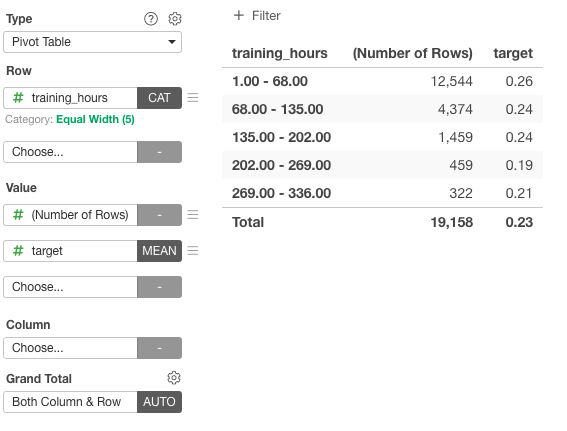 Type
Pivot Table
Row
# training_hours CAT
Category: Equal Width (5)
Choose... -
Value
# (Number of Rows) -
# target MEAN
Choose... -
Column
Choose... -
Grand Total
Both Column & Row AUTO
+ Filter
training_hours (Number of Rows) target
1.00 - 68.00 12,544 0.26
68.00 - 135.00 4,374 0.24
135.00 - 202.00 1,459 0.24
202.00 - 269.00 459 0.19
269.00 - 336.00 322 0.21
Total 19,158 0.23